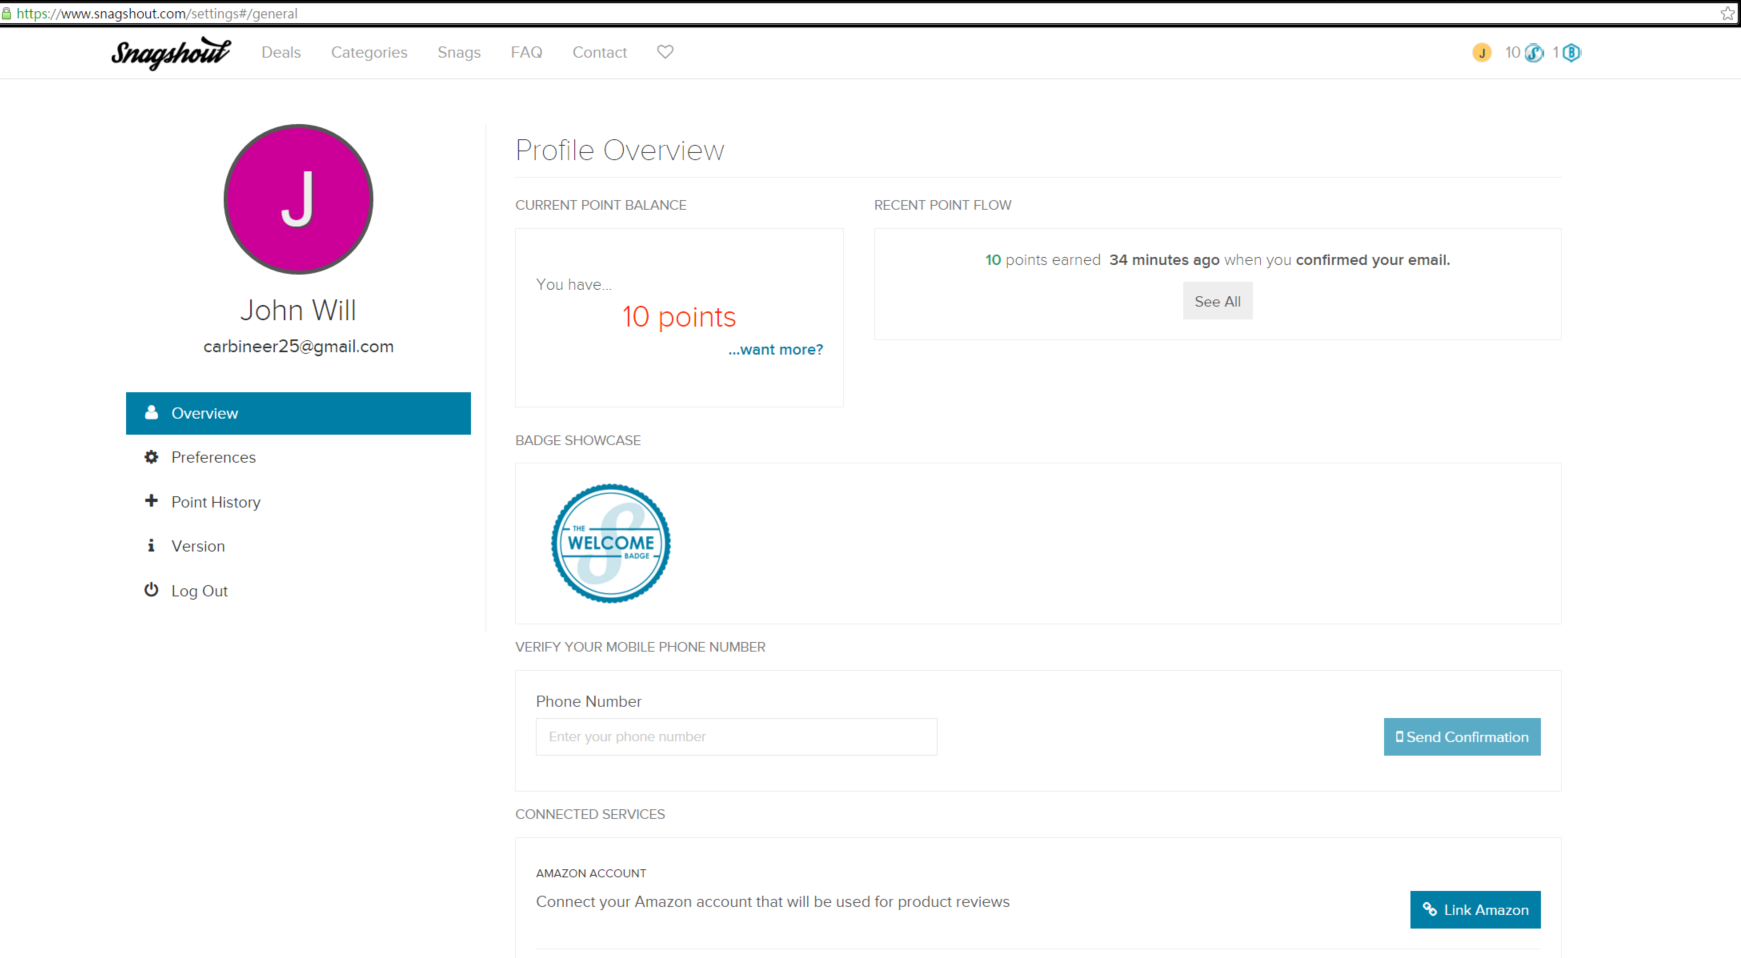 https://www.snagshout.com/settings#/general
Snagshout Deals Categories Snags FAQ Contact J 10 S 1 B
J
John Will
carbineer25@gmail.com
Overview
Preferences
Point History
Version
Log Out
Profile Overview
CURRENT POINT BALANCE
You have...
10 points
...want more?
RECENT POINT FLOW
10 points earned 34 minutes ago when you confirmed your email.
See All
BADGE SHOWCASE
S
THE
WELCOME
BADGE
VERIFY YOUR MOBILE PHONE NUMBER
Phone Number
Enter your phone number
Send Confirmation
CONNECTED SERVICES
AMAZON ACCOUNT
Connect your Amazon account that will be used for product reviews
Link Amazon